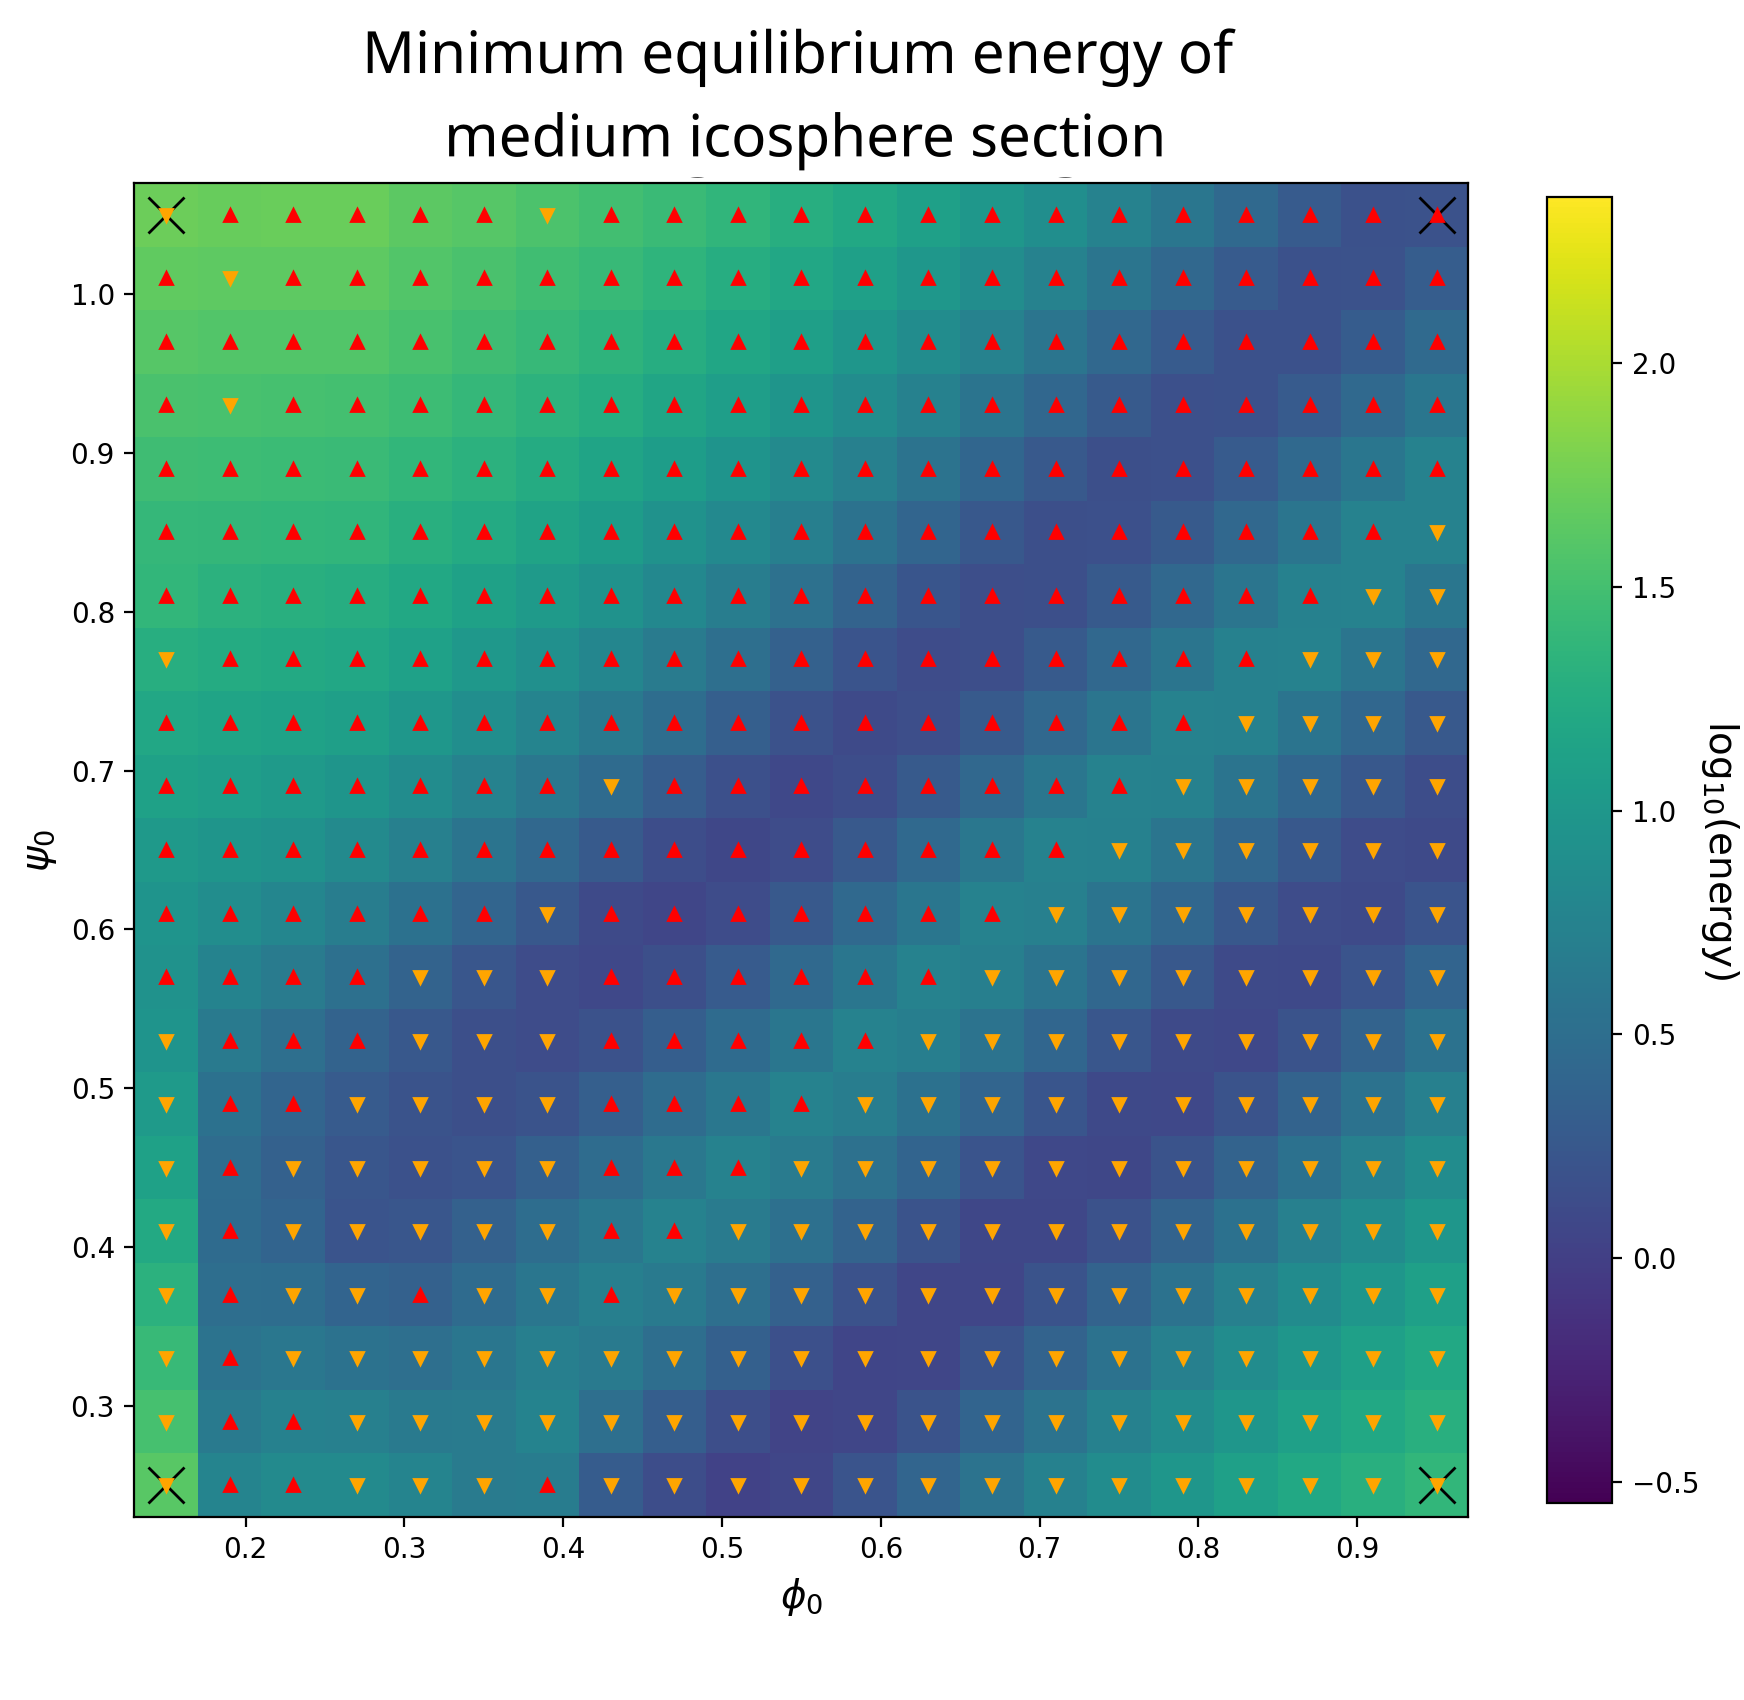 Minimum equilibrium energy of
medium icosphere section
1.0
0.9
0.8
0.7
0.6
0.5
0.4
0.3
ψ₀
0.2 0.3 0.4 0.5 0.6 0.7 0.8 0.9
ϕ₀
2.0
1.5
1.0
0.5
0.0
−0.5
log₁₀(energy)